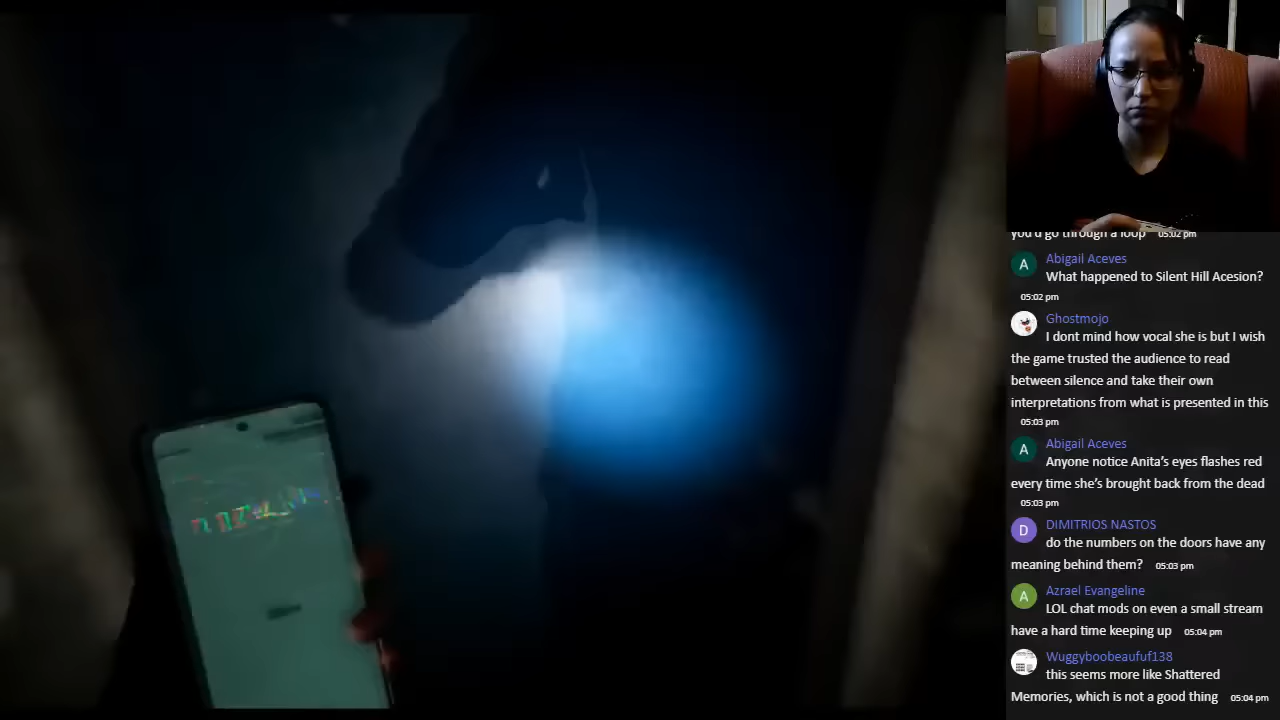 you'd go through a loop 05:02 pm
A Abigail Aceves
What happened to Silent Hill Acesion?
05:02 pm
Ghostmojo
I dont mind how vocal she is but I wish
the game trusted the audience to read
between silence and take their own
interpretations from what is presented in this
05:03 pm
A Abigail Aceves
Anyone notice Anita’s eyes flashes red
every time she’s brought back from the dead
05:03 pm
D DIMITRIOS NASTOS
do the numbers on the doors have any
meaning behind them? 05:03 pm
A Azrael Evangeline
LOL chat mods on even a small stream
have a hard time keeping up 05:04 pm
Wuggyboobeaufuf138
this seems more like Shattered
Memories, which is not a good thing 05:04 pm